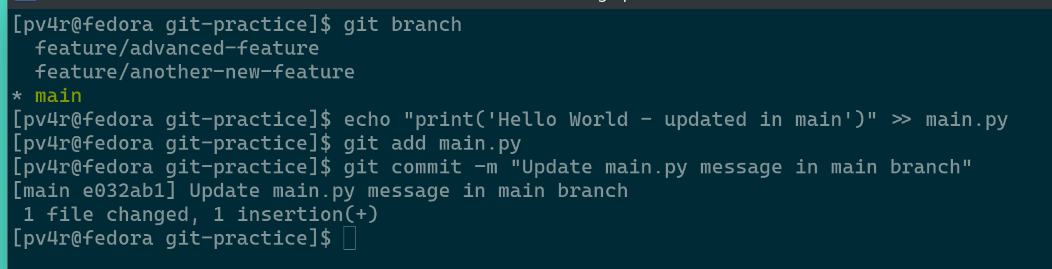 [pv4r@fedora git-practice]$ git branch
  feature/advanced-feature
  feature/another-new-feature
* main
[pv4r@fedora git-practice]$ echo "print('Hello World - updated in main')" >> main.py
[pv4r@fedora git-practice]$ git add main.py
[pv4r@fedora git-practice]$ git commit -m "Update main.py message in main branch"
[main e032ab1] Update main.py message in main branch
 1 file changed, 1 insertion(+)
[pv4r@fedora git-practice]$